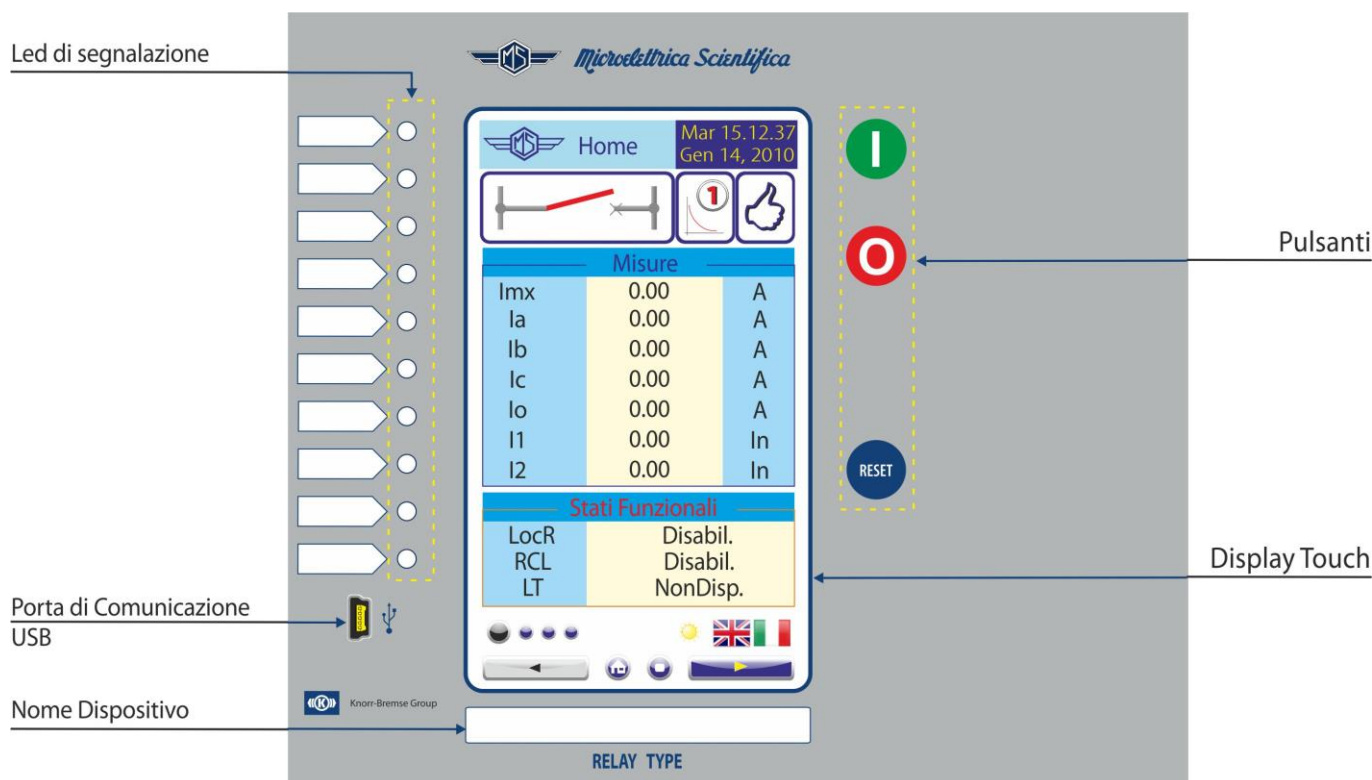 Led di segnalazione
MS Microelettrica Scientifica
MS Home
Mar 15.12.37
Gen 14, 2010
1
I
O
Pulsanti
Misure
Imx 0.00 A
Ia 0.00 A
Ib 0.00 A
Ic 0.00 A
Io 0.00 A
I1 0.00 In
I2 0.00 In
RESET
Stati Funzionali
LocR Disabil.
RCL Disabil.
LT NonDisp.
Display Touch
Porta di Comunicazione
USB
K Knorr-Bremse Group
Nome Dispositivo
RELAY TYPE